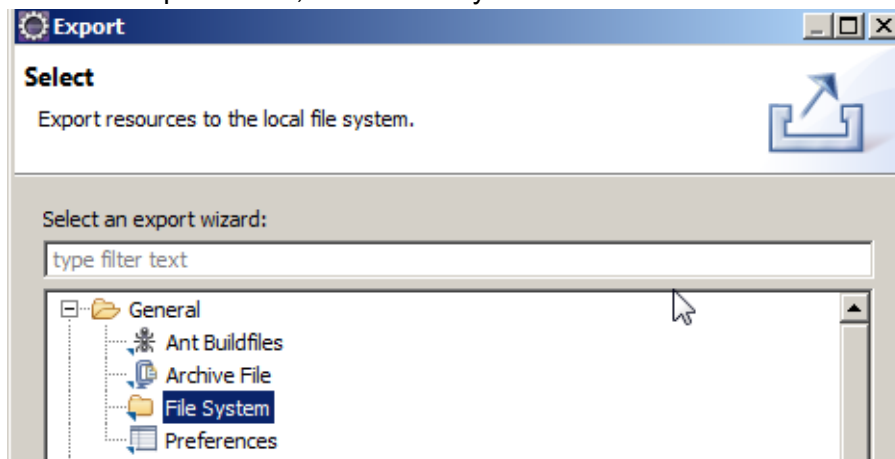 Export
Select
Export resources to the local file system.
Select an export wizard:
type filter text
General
Ant Buildfiles
Archive File
File System
Preferences